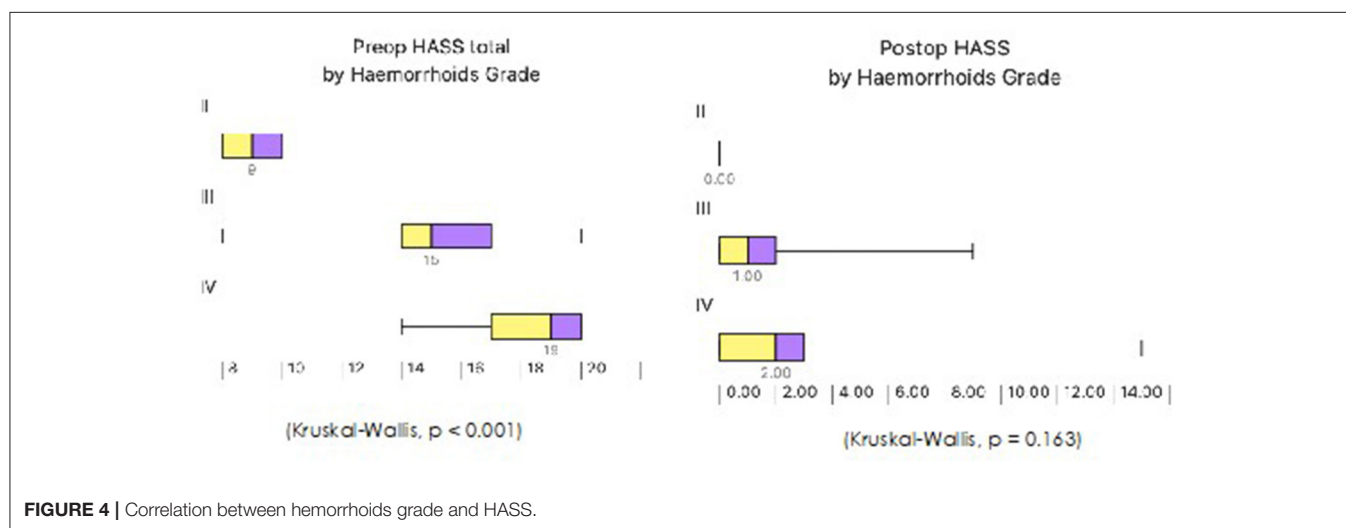 Preop HASS total
by Haemorrhoids Grade
II
9
III
15
IV
19
8 10 12 14 16 18 20
(Kruskal-Wallis, p < 0.001)
Postop HASS
by Haemorrhoids Grade
II
0.00
III
1.00
IV
2.00
0.00 2.00 4.00 6.00 8.00 10.00 12.00 14.00
(Kruskal-Wallis, p = 0.163)
FIGURE 4 | Correlation between hemorrhoids grade and HASS.